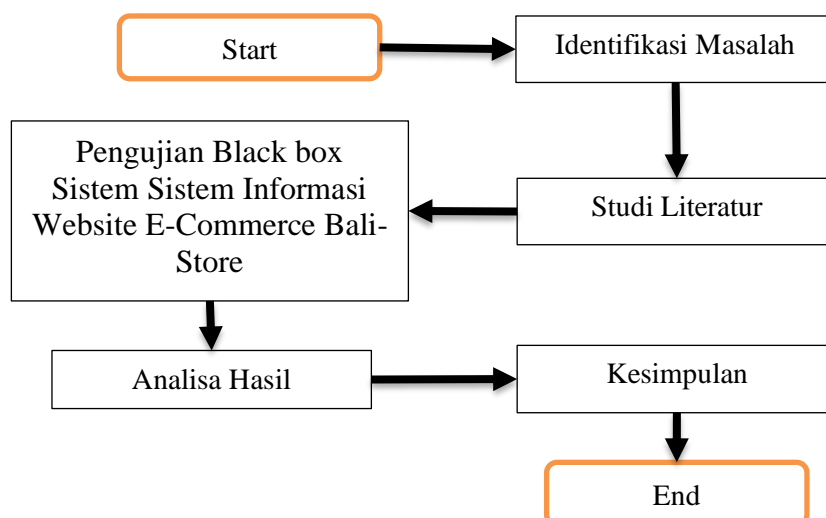 Start
Identifikasi Masalah
Studi Literatur
Pengujian Black box
Sistem Sistem Informasi
Website E-Commerce Bali-
Store
Analisa Hasil
Kesimpulan
End